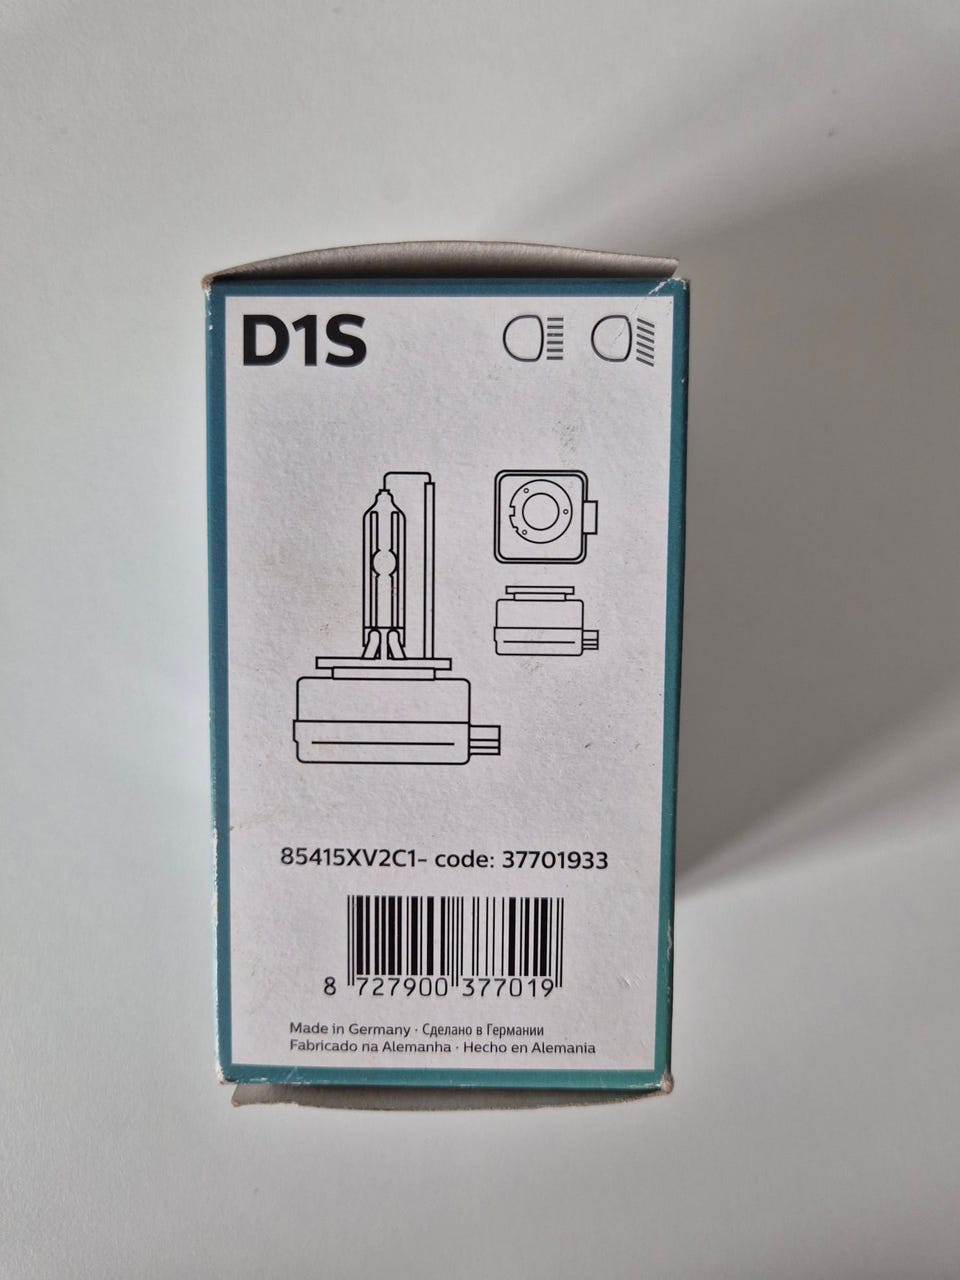 D1S
85415XV2C1- code: 37701933
8 727900 377019
Made in Germany · Сделано в Германии
Fabricado na Alemanha · Hecho en Alemania